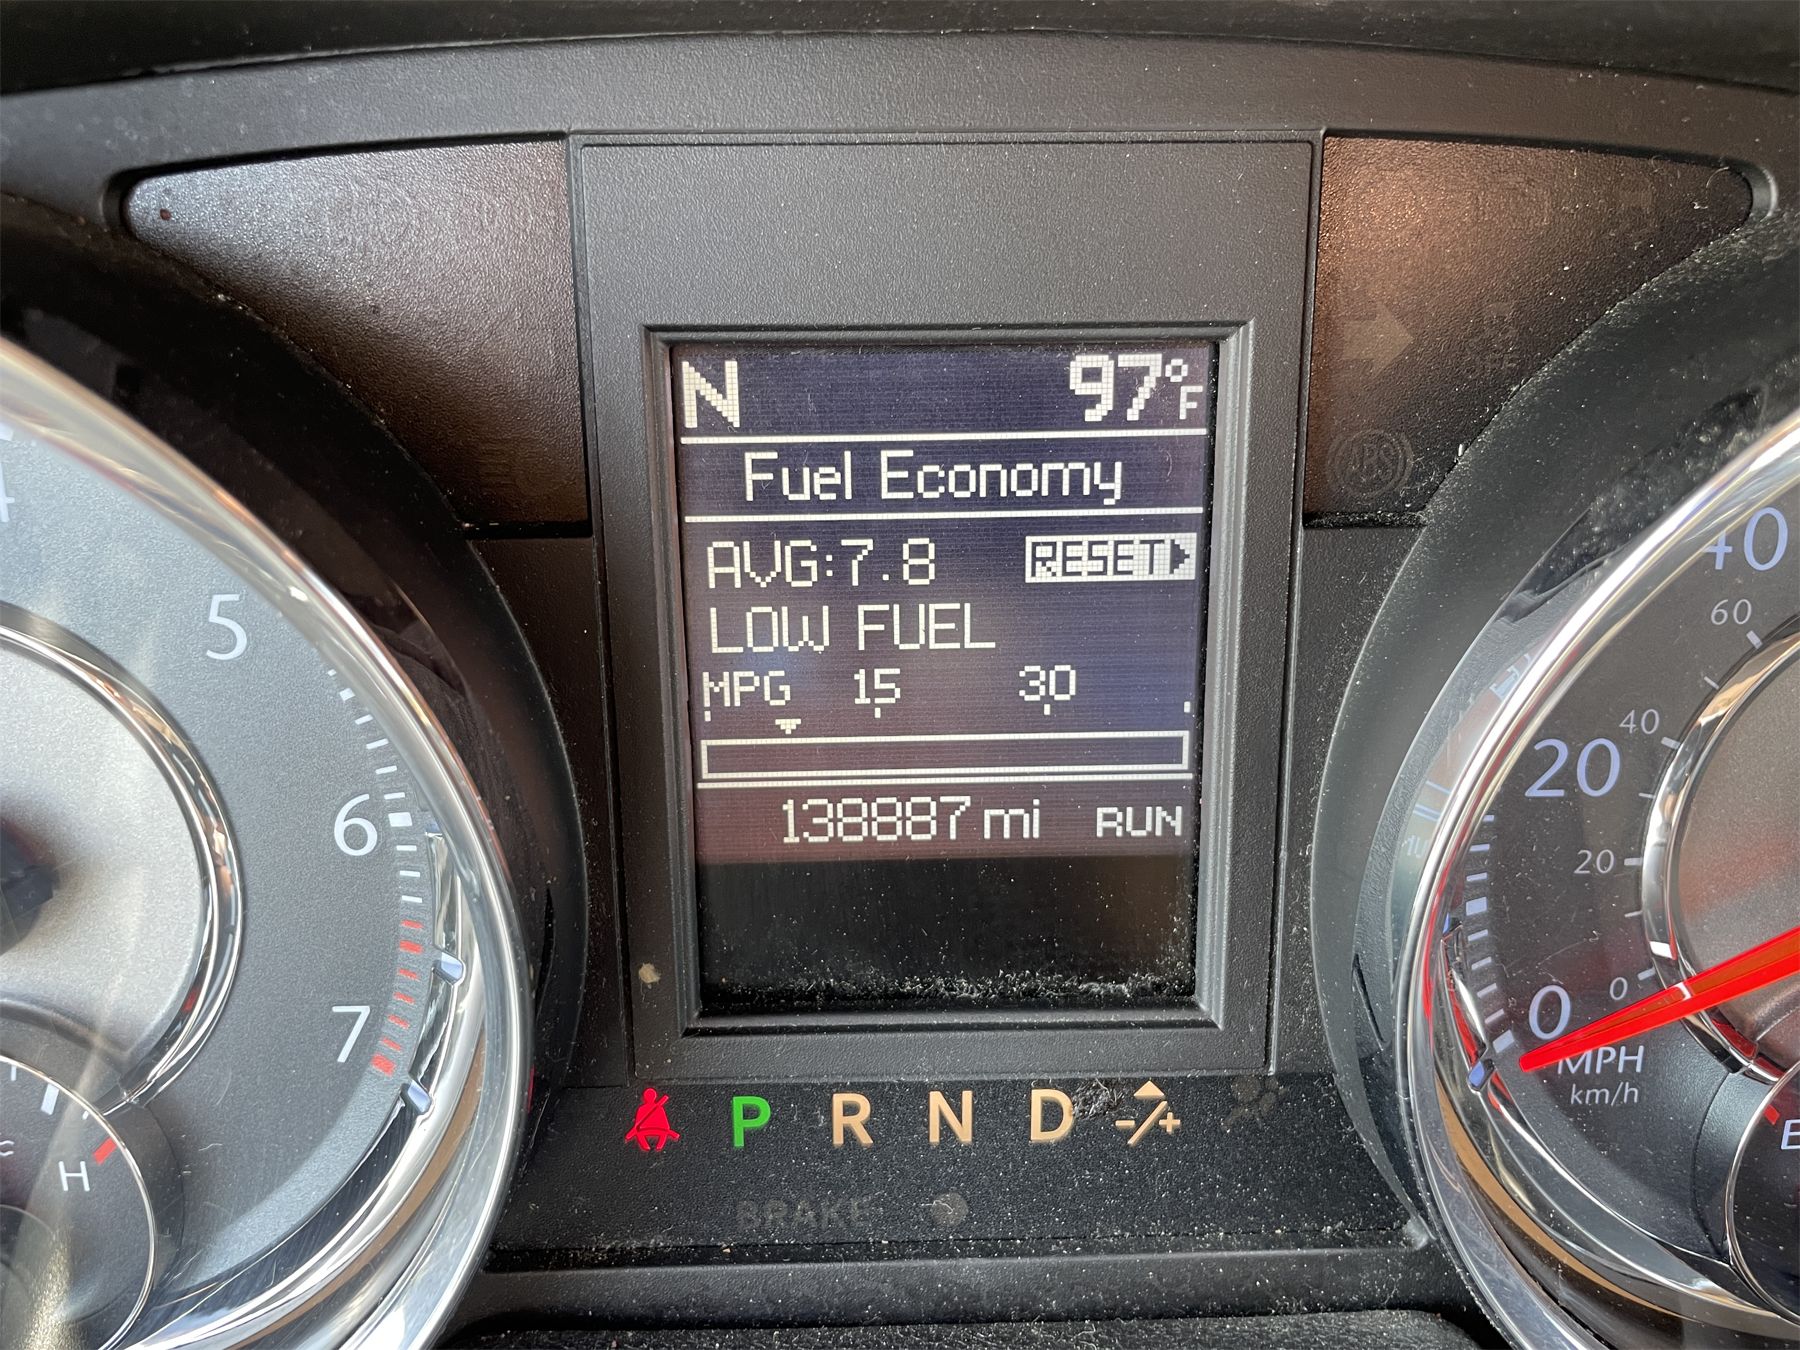 N 97°F
Fuel Economy
AVG:7.8 RESET
LOW FUEL
MPG 15 30
138887 mi RUN
5
6
7
H
40
60
40
20
20
0
0
MPH
km/h
P R N D -/+
BRAKE